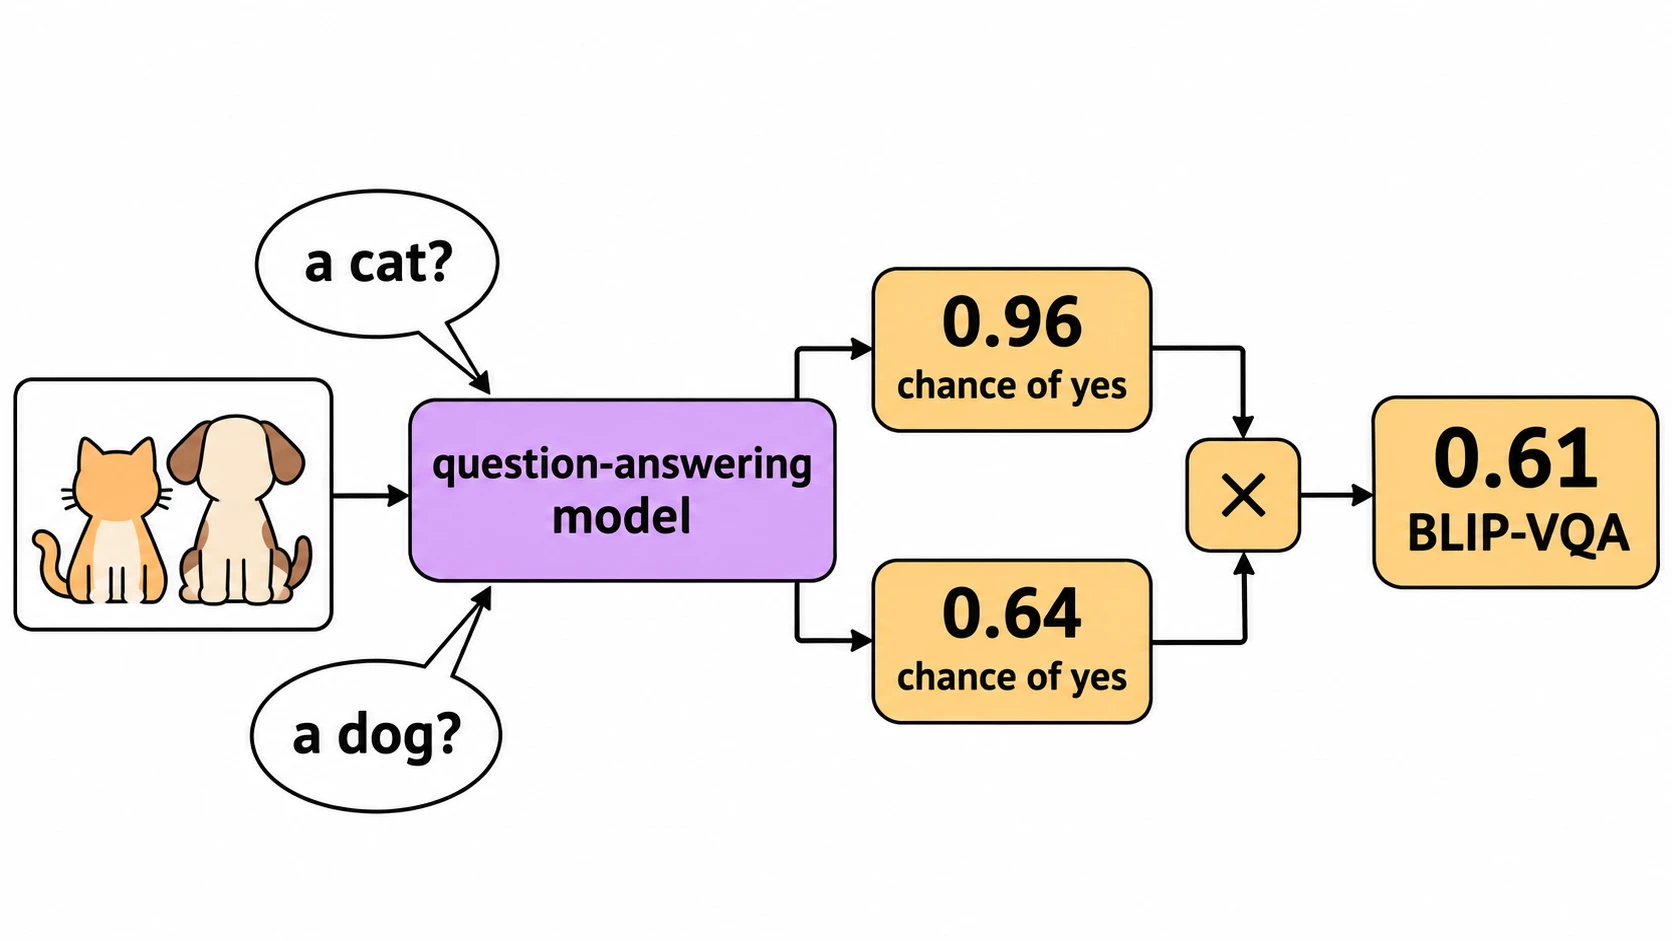 a cat?
question-answering
model
a dog?
0.96
chance of yes
0.64
chance of yes
×
0.61
BLIP-VQA